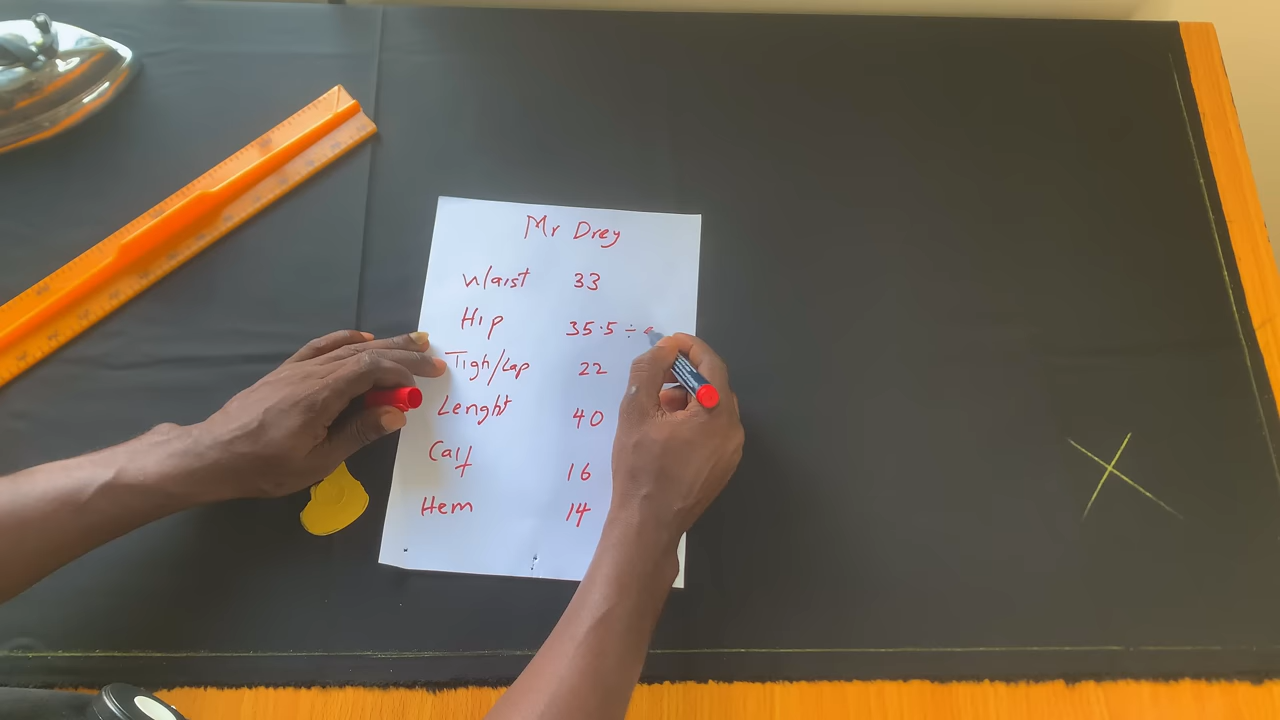 Mr Drey
Waist 33
Hip 35.5 ÷
Tigh/Lap 22
Lenght 40
Calf 16
Hem 14